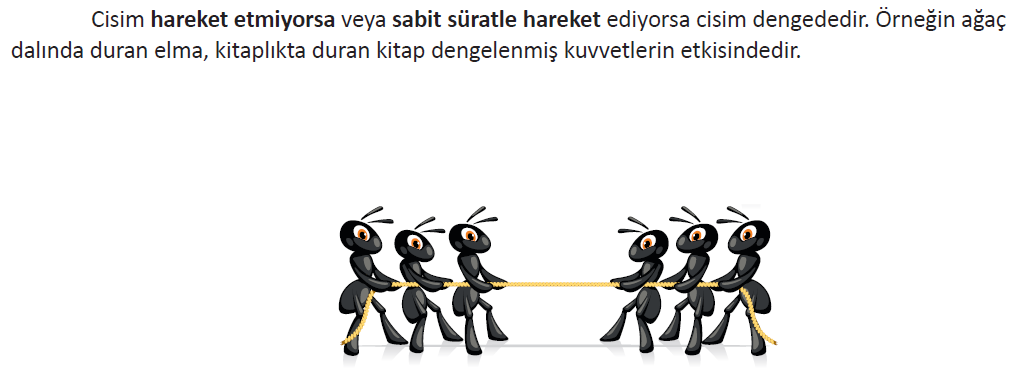 Cisim hareket etmiyorsa veya sabit süratle hareket ediyorsa cisim dengededir. Örneğin ağaç
dalında duran elma, kitaplıkta duran kitap dengelenmiş kuvvetlerin etkisindedir.